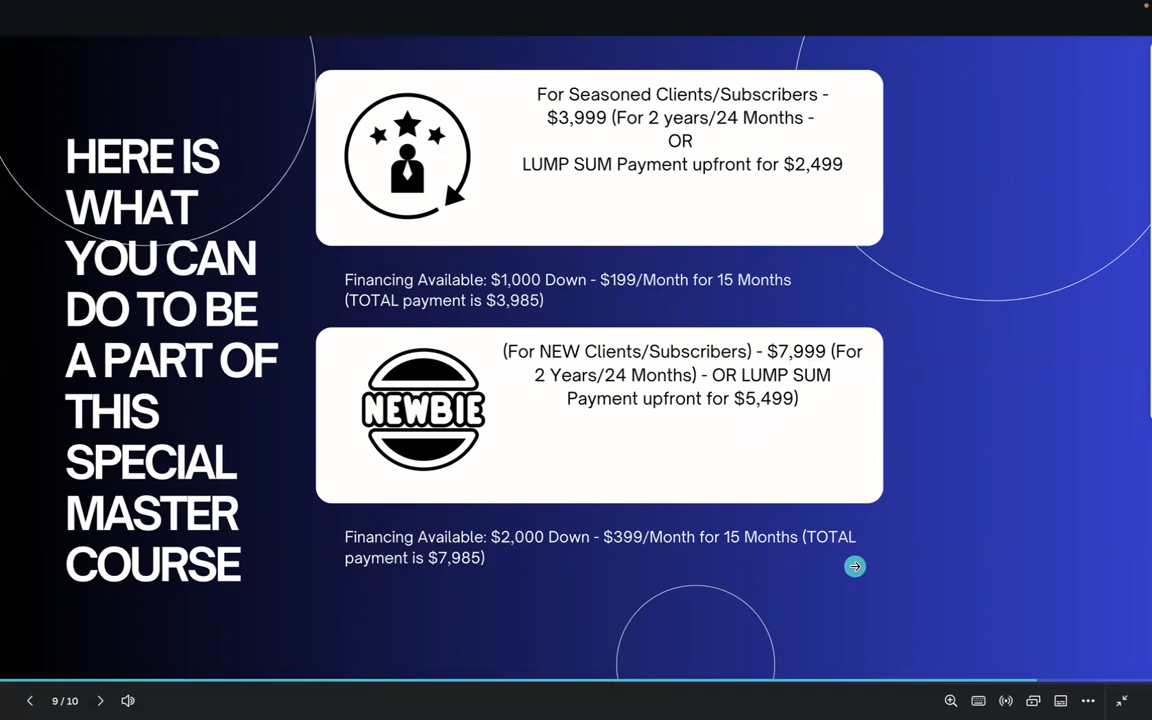 HERE IS
WHAT
YOU CAN
DO TO BE
A PART OF
THIS
SPECIAL
MASTER
COURSE
For Seasoned Clients/Subscribers -
$3,999 (For 2 years/24 Months -
OR
LUMP SUM Payment upfront for $2,499
Financing Available: $1,000 Down - $199/Month for 15 Months
(TOTAL payment is $3,985)
NEWBIE
(For NEW Clients/Subscribers) - $7,999 (For
2 Years/24 Months) - OR LUMP SUM
Payment upfront for $5,499)
Financing Available: $2,000 Down - $399/Month for 15 Months (TOTAL
payment is $7,985)
9 / 10